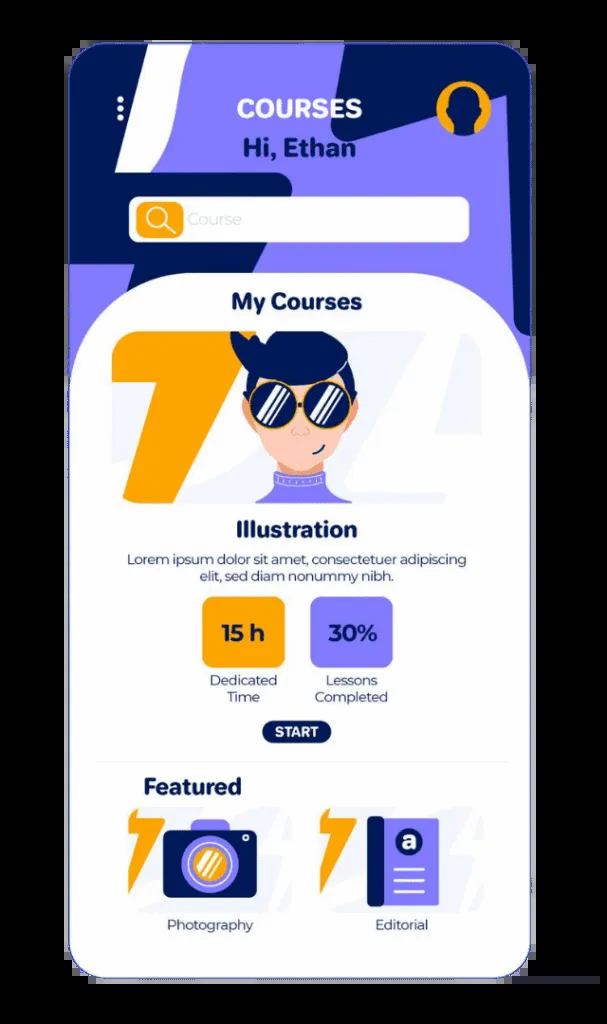 COURSES
Hi, Ethan
Course
My Courses
Illustration
Lorem ipsum dolor sit amet, consectetuer adipiscing
elit, sed diam nonummy nibh.
15 h
30%
Dedicated
Time
Lessons
Completed
START
Featured
a
Photography
Editorial